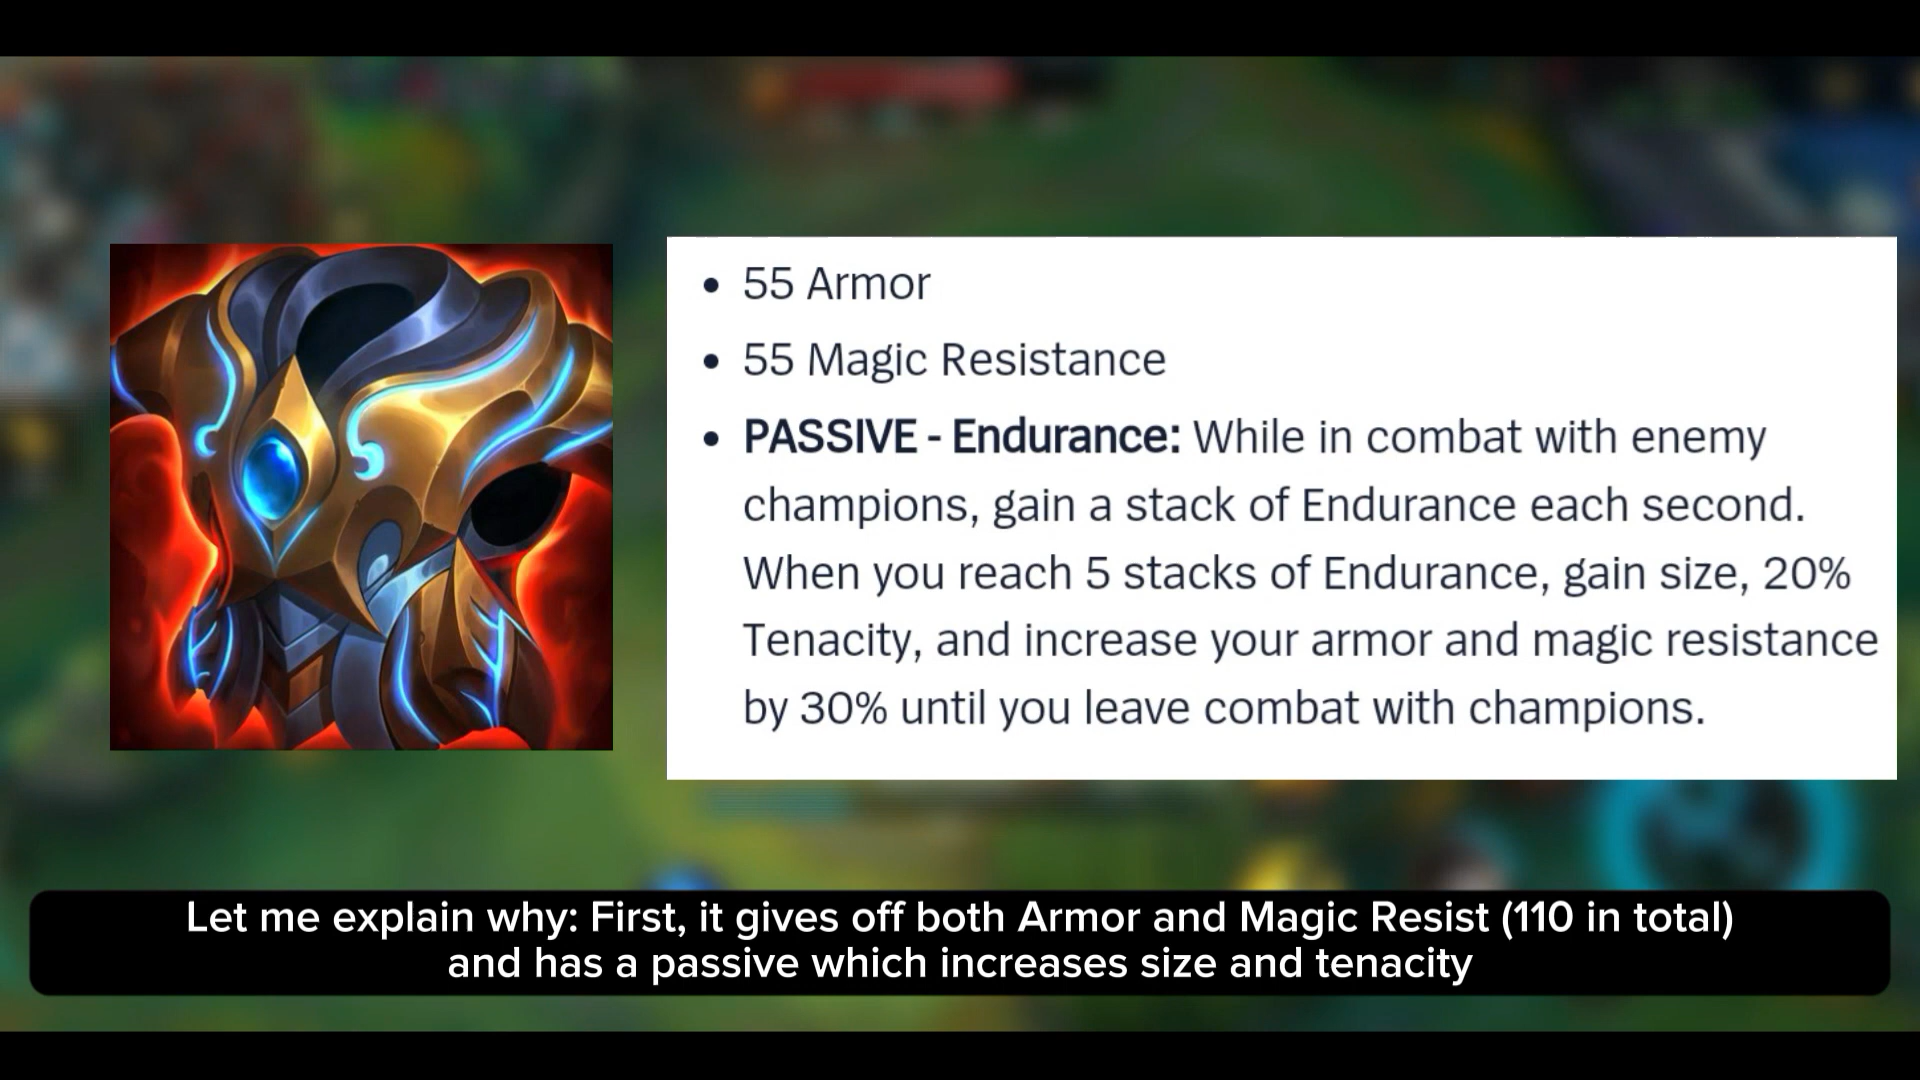 • 55 Armor
• 55 Magic Resistance
• PASSIVE - Endurance: While in combat with enemy
champions, gain a stack of Endurance each second.
When you reach 5 stacks of Endurance, gain size, 20%
Tenacity, and increase your armor and magic resistance
by 30% until you leave combat with champions.
Let me explain why: First, it gives off both Armor and Magic Resist (110 in total)
and has a passive which increases size and tenacity